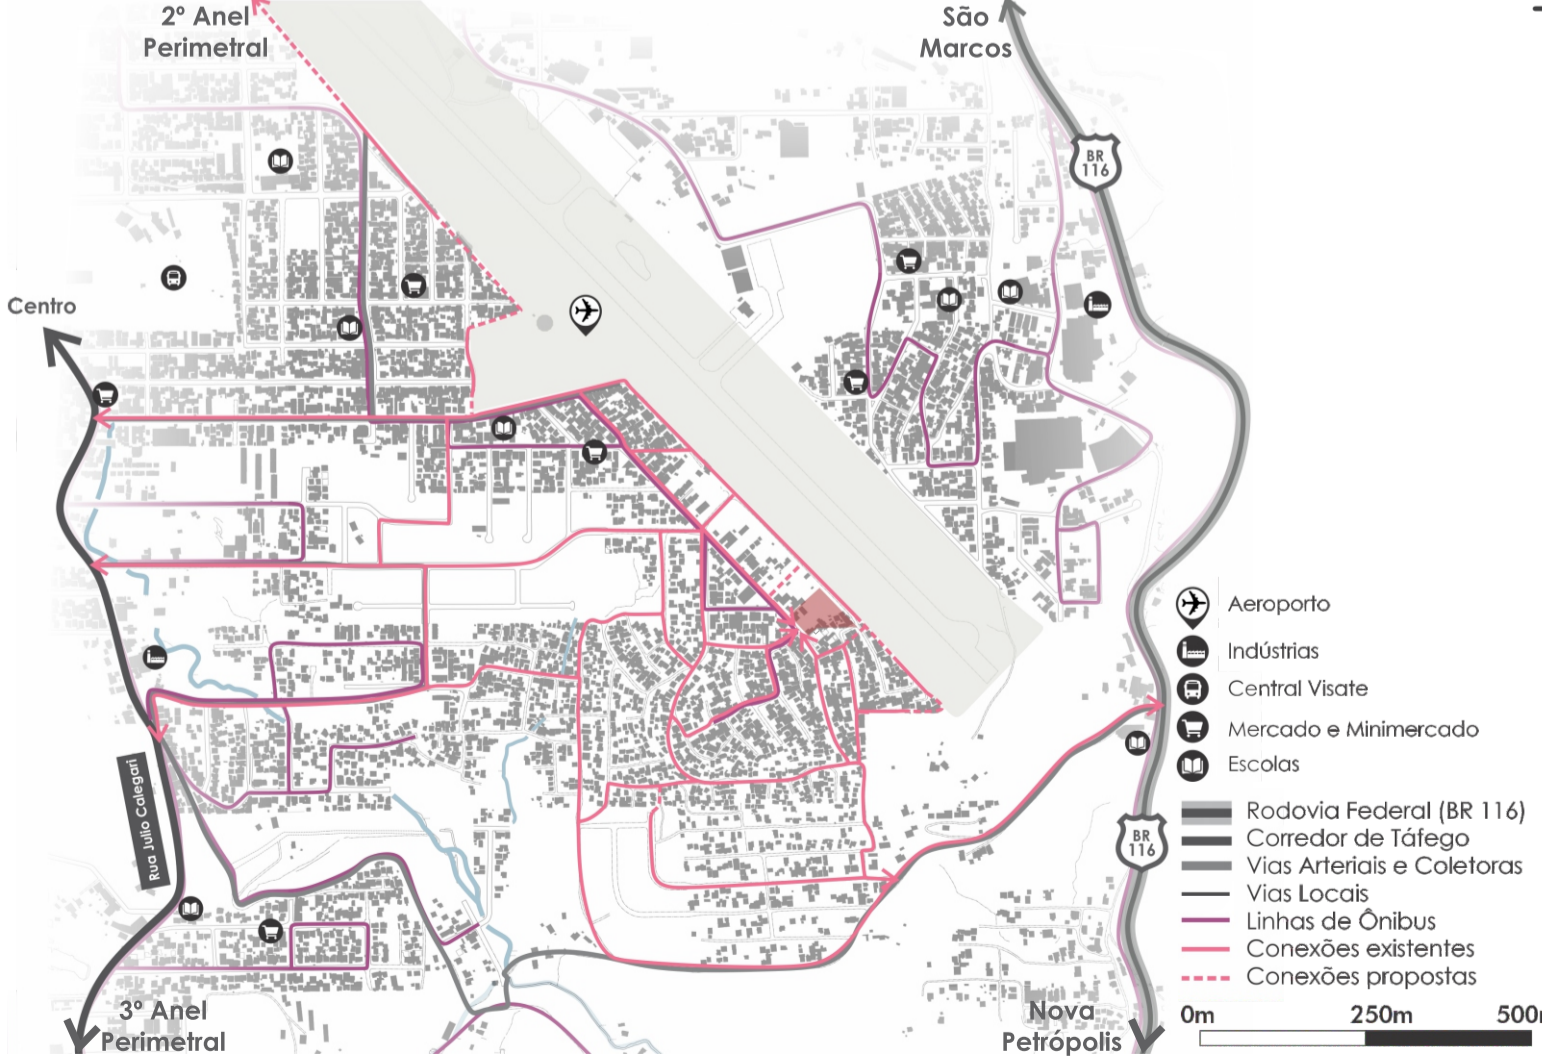 2º Anel
Perimetral
São
Marcos
BR
116
Centro
Rua Julio Calegari
Aeroporto
Indústrias
Central Visate
Mercado e Minimercado
Escolas
Rodovia Federal (BR 116)
Corredor de Táfego
Vias Arteriais e Coletoras
Vias Locais
Linhas de Ônibus
Conexões existentes
Conexões propostas
BR
116
3º Anel
Perimetral
Nova
Petrópolis
0m 250m 500m